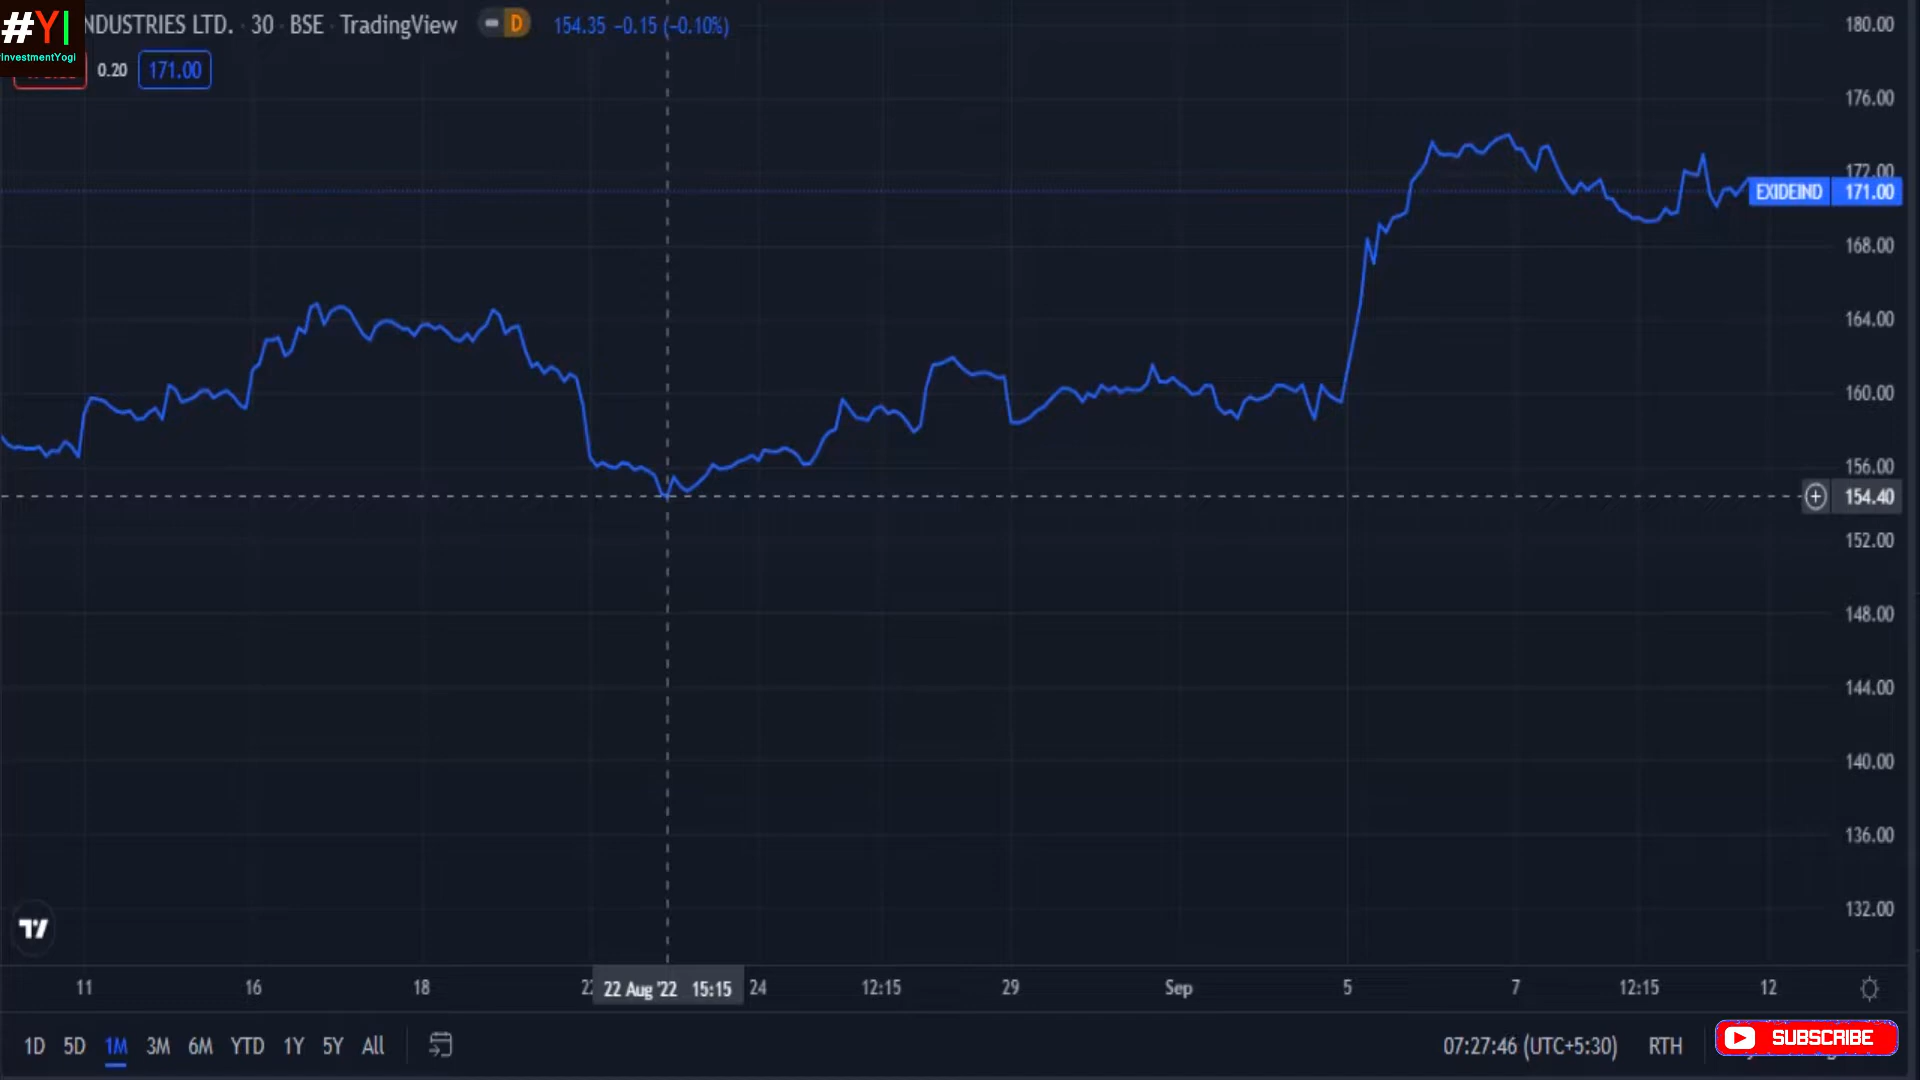 #YI
InvestmentYogi
NDUSTRIES LTD. · 30 · BSE · TradingView D 154.35 −0.15 (−0.10%)
0.20 171.00
180.00
176.00
172.00
EXIDEIND 171.00
168.00
164.00
160.00
156.00
154.40
152.00
148.00
144.00
140.00
136.00
132.00
11 16 18 22 Aug '22 15:15 24 12:15 29 Sep 5 7 12:15 12
1D 5D 1M 3M 6M YTD 1Y 5Y All 07:27:46 (UTC+5:30) RTH SUBSCRIBE